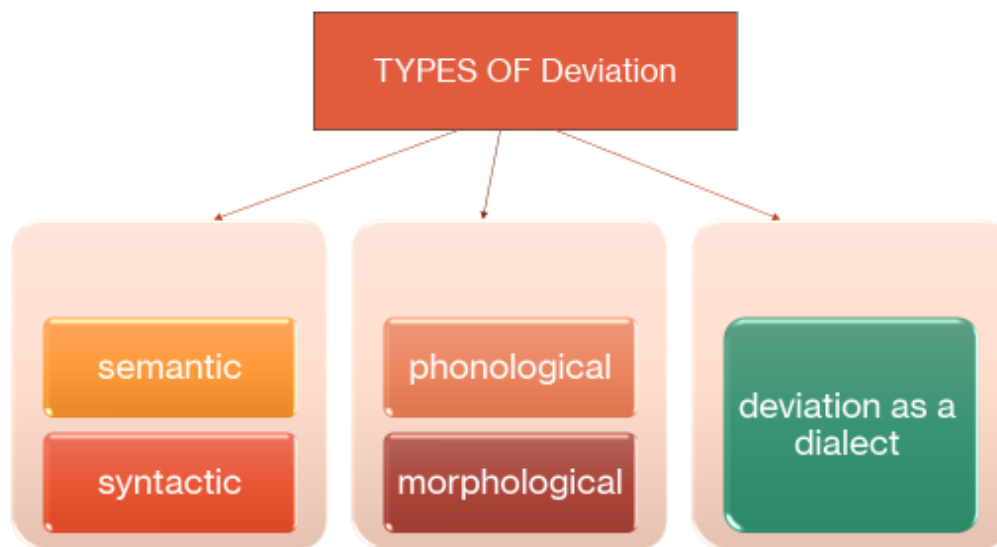 TYPES OF Deviation
semantic
syntactic
phonological
morphological
deviation as a
dialect